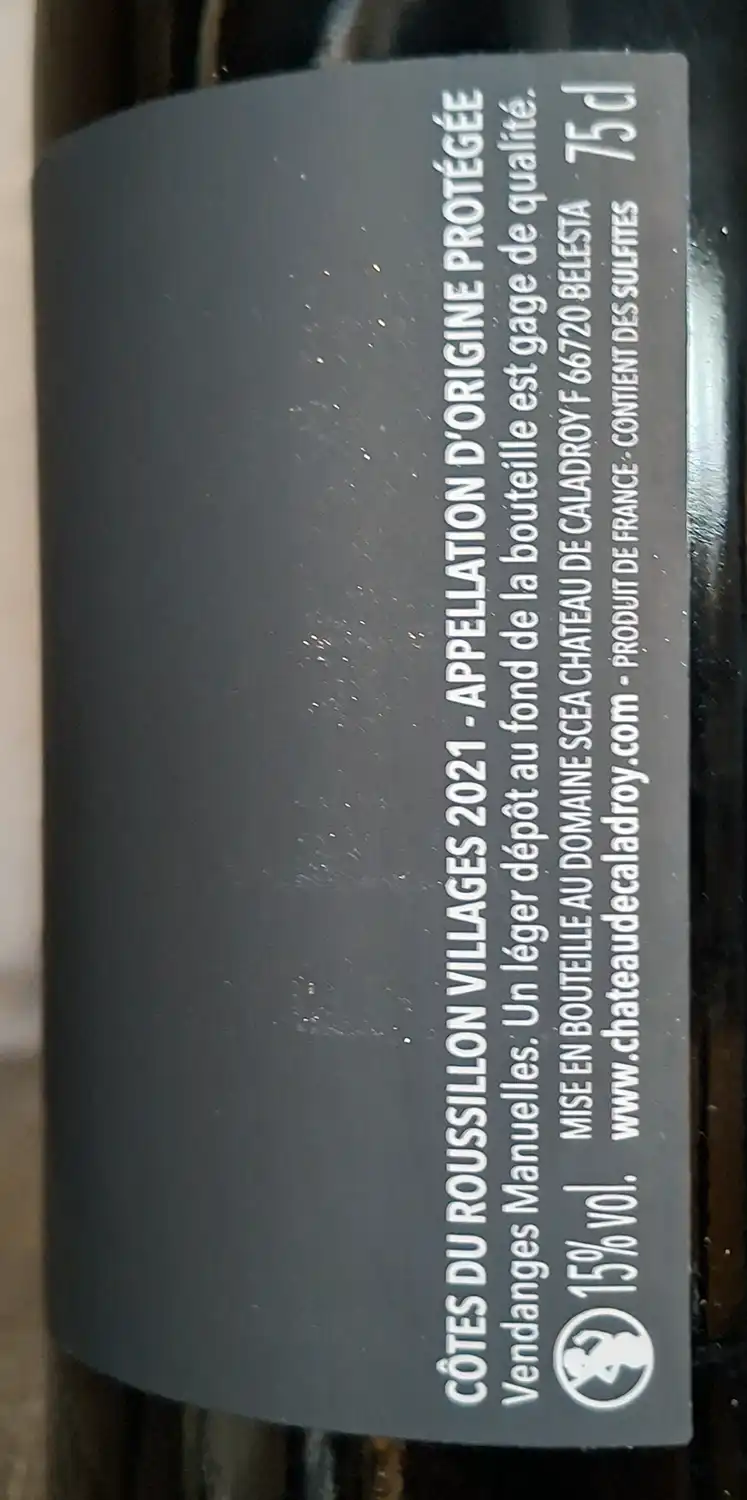 CÔTES DU ROUSSILLON VILLAGES 2021 - APPELLATION D'ORIGINE PROTÉGÉE
Vendanges Manuelles. Un léger dépôt au fond de la bouteille est gage de qualité.
15% vol. MISE EN BOUTEILLE AU DOMAINE SCEA CHATEAU DE CALADROY F 66720 BELESTA 75 cl
www.chateaudecaladroy.com - PRODUIT DE FRANCE - CONTIENT DES SULFITES